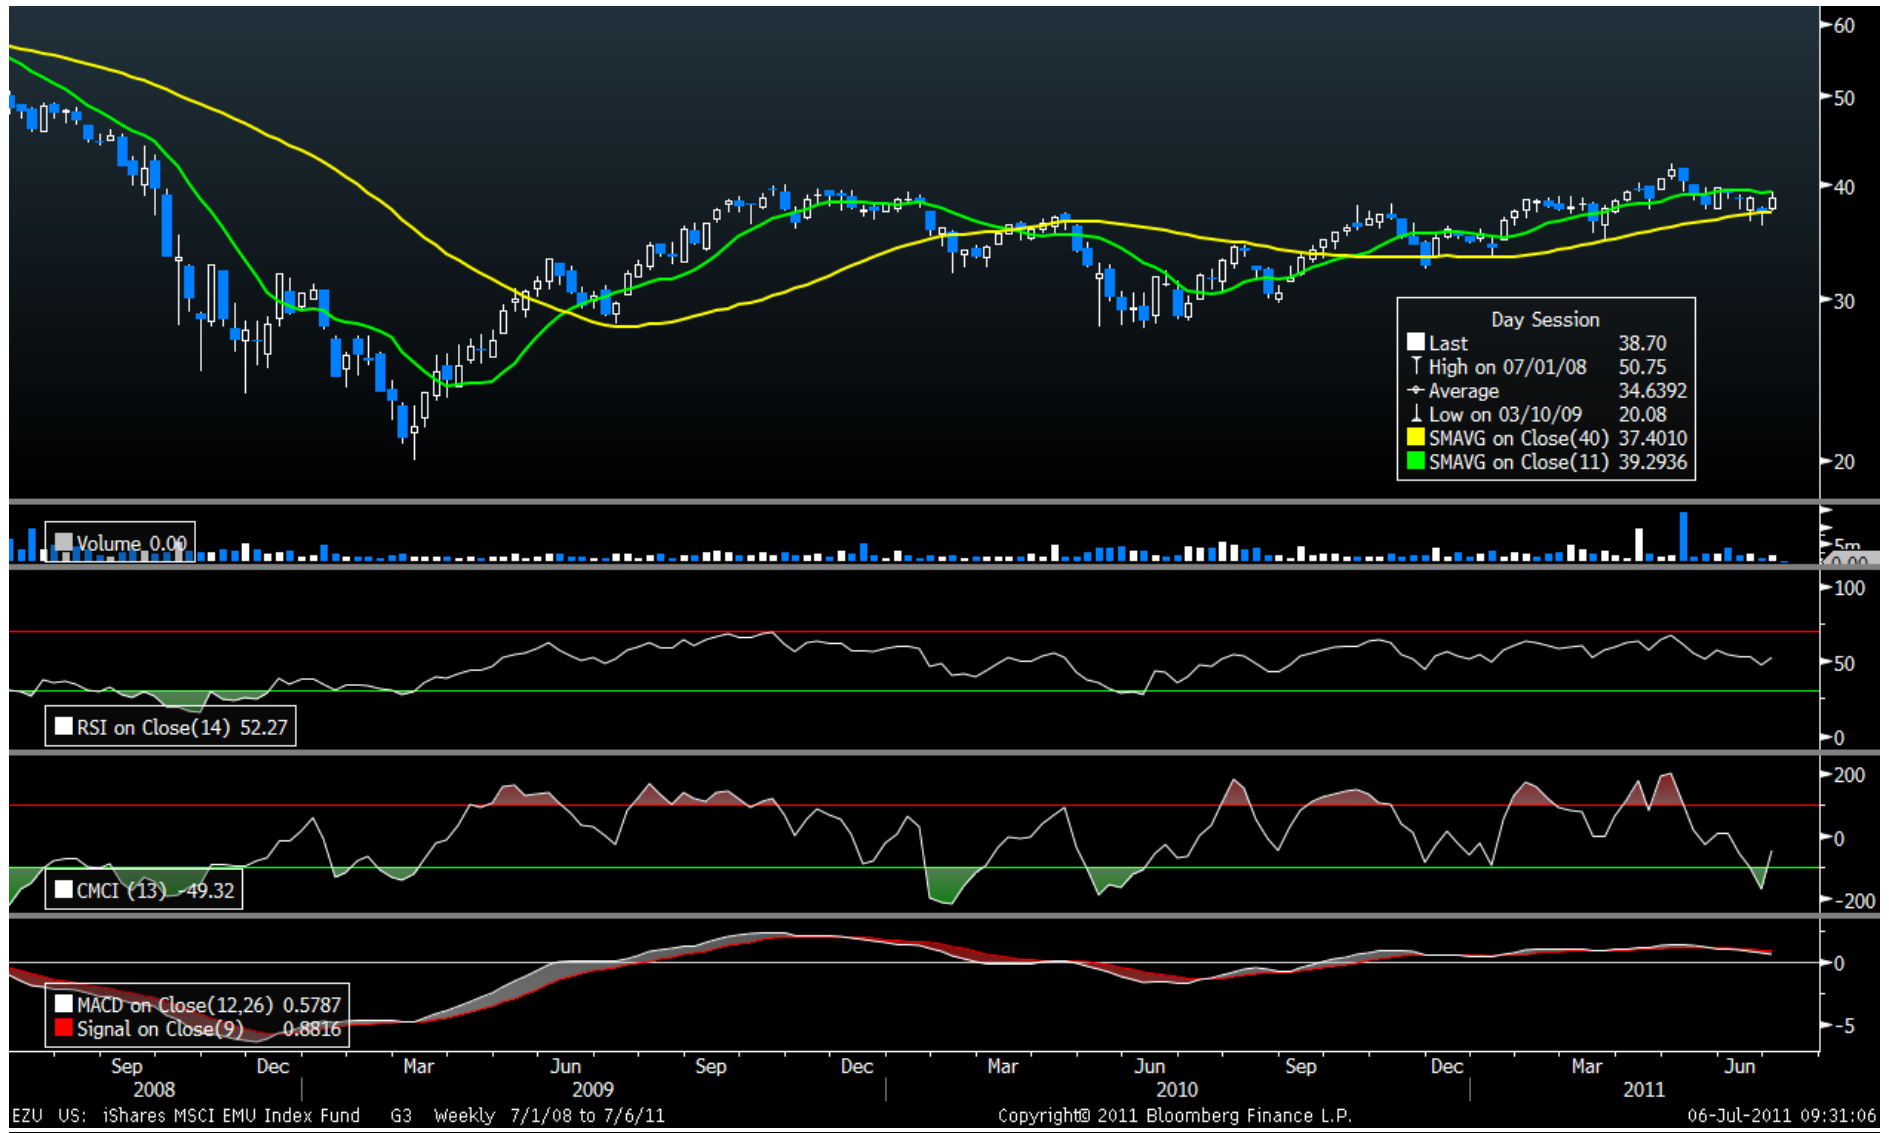 60
50
40
30
20
Day Session
Last 38.70
High on 07/01/08 50.75
Average 34.6392
Low on 03/10/09 20.08
SMAVG on Close(40) 37.4010
SMAVG on Close(11) 39.2936
Volume 0.00
5m
0.00
100
50
0
RSI on Close(14) 52.27
200
0
-200
CMCI (13) -49.32
0
-5
MACD on Close(12,26) 0.5787
Signal on Close(9) 0.8816
Sep Dec Mar Jun Sep Dec Mar Jun Sep Dec Mar Jun
2008 2009 2010 2011
EZU US: iShares MSCI EMU Index Fund G3 Weekly 7/1/08 to 7/6/11 Copyright© 2011 Bloomberg Finance L.P. 06-Jul-2011 09:31:06